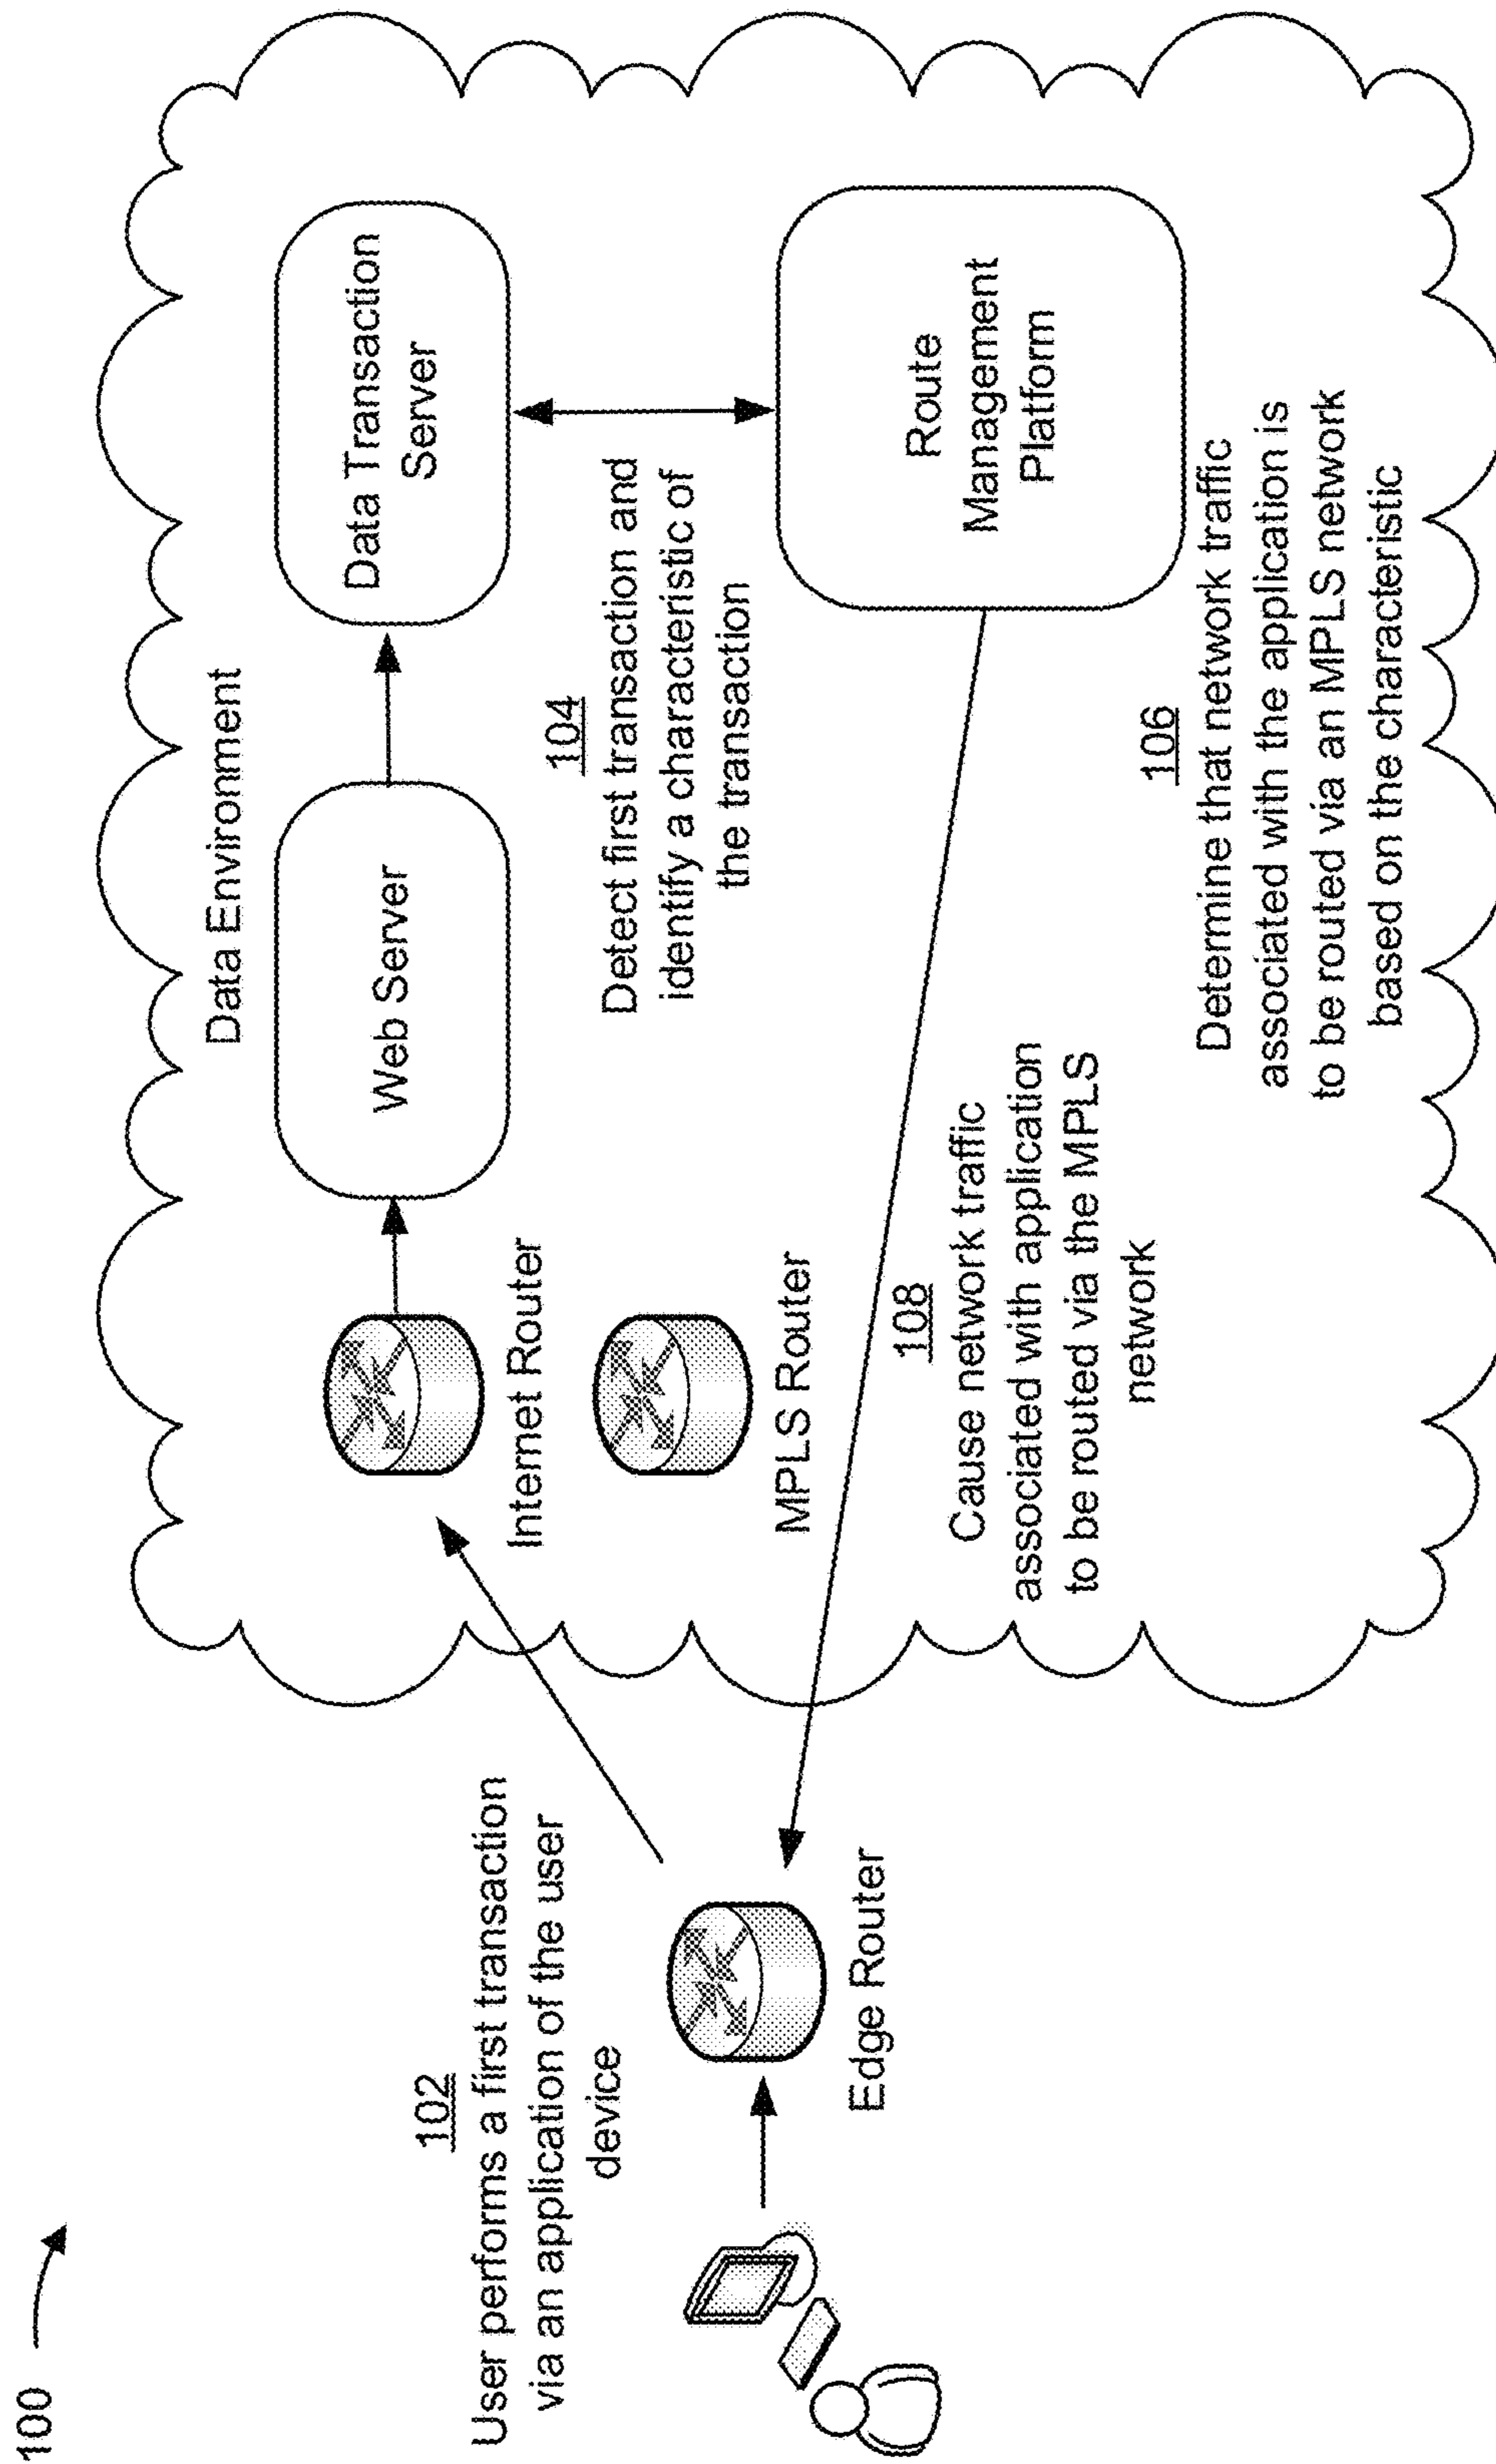 100
102
User performs a first transaction
via an application of the user
device
Edge Router
Data Environment
Internet Router
MPLS Router
Web Server
Data Transaction
Server
104
Detect first transaction and
identify a characteristic of
the transaction
Route
Management
Platform
106
Determine that network traffic
associated with the application is
to be routed via an MPLS network
based on the characteristic
108
Cause network traffic
associated with application
to be routed via the MPLS
network